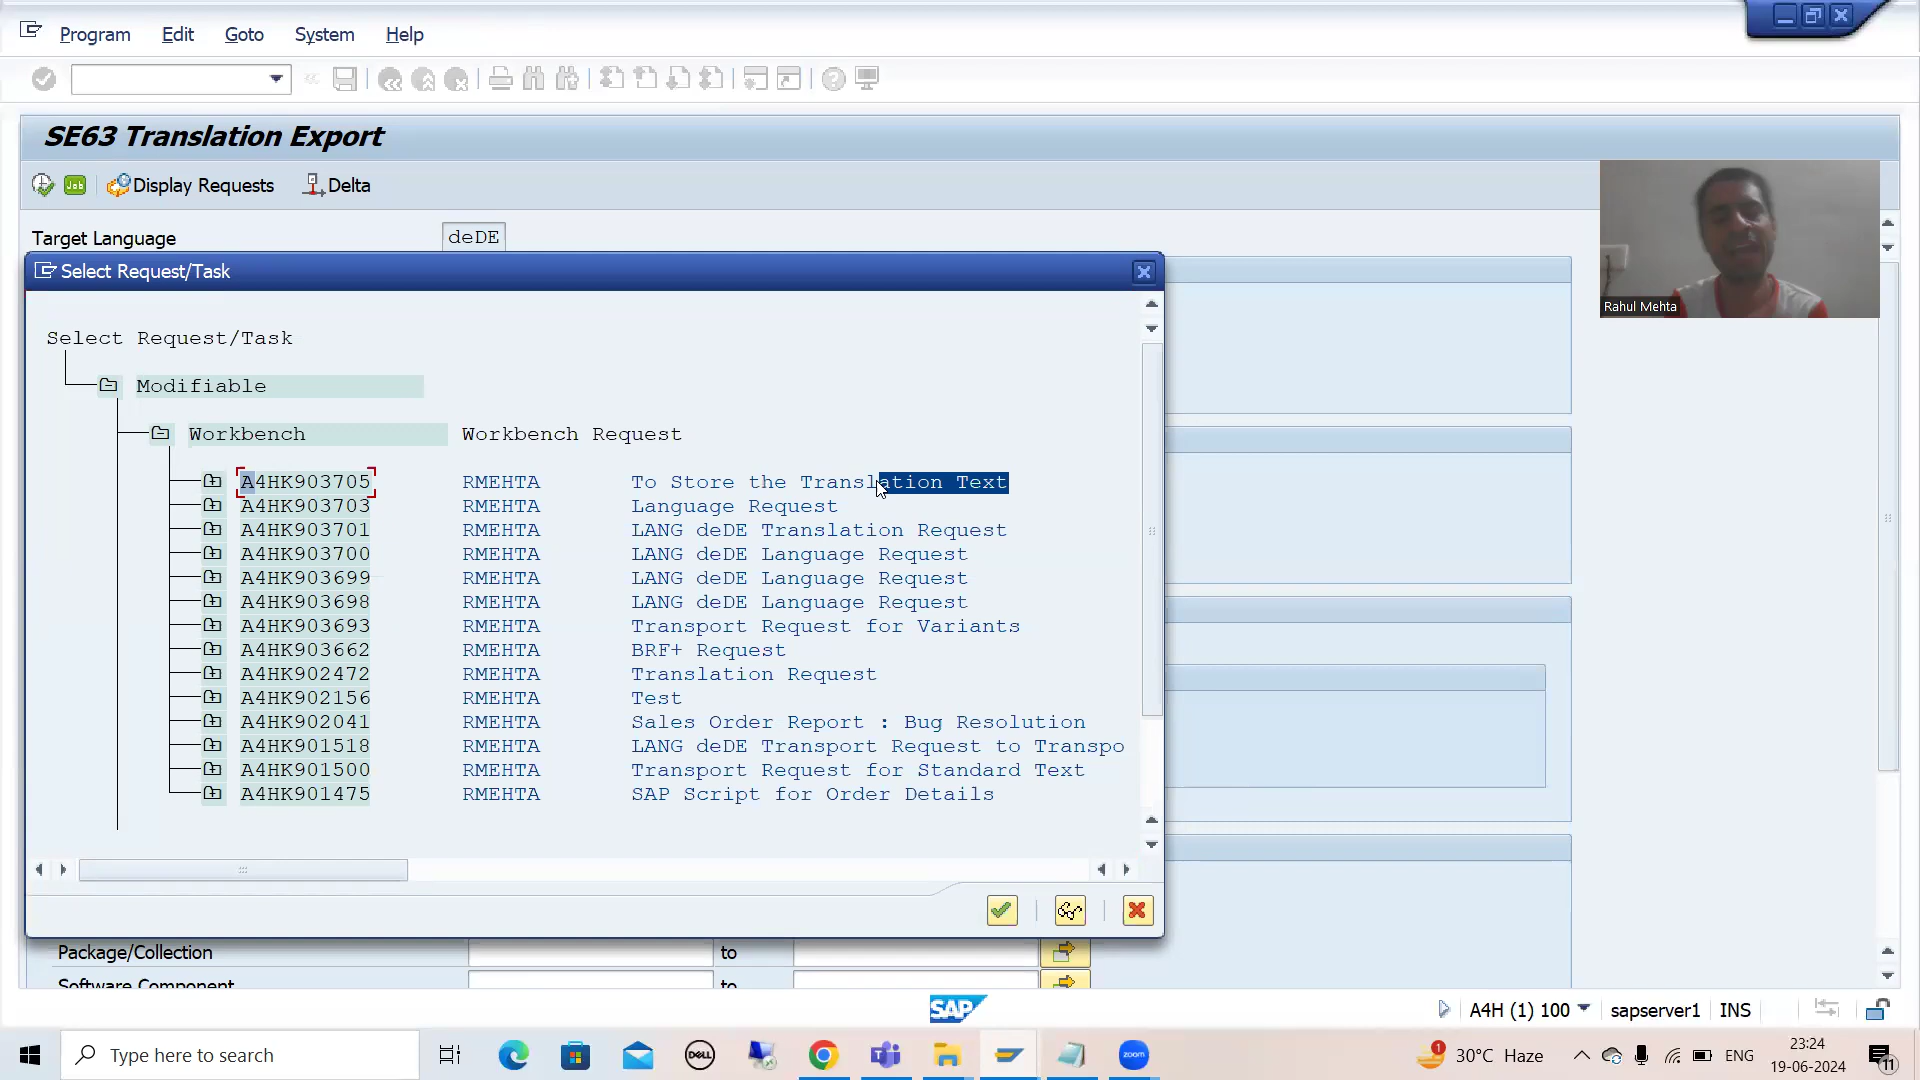 Program Edit Goto System Help
SE63 Translation Export
Job Display Requests Delta
Target Language deDE
Select Request/Task
Rahul Mehta
Select Request/Task
Modifiable
Workbench Workbench Request
A4HK903705 RMEHTA To Store the Translation Text
A4HK903703 RMEHTA Language Request
A4HK903701 RMEHTA LANG deDE Translation Request
A4HK903700 RMEHTA LANG deDE Language Request
A4HK903699 RMEHTA LANG deDE Language Request
A4HK903698 RMEHTA LANG deDE Language Request
A4HK903693 RMEHTA Transport Request for Variants
A4HK903662 RMEHTA BRF+ Request
A4HK902472 RMEHTA Translation Request
A4HK902156 RMEHTA Test
A4HK902041 RMEHTA Sales Order Report : Bug Resolution
A4HK901518 RMEHTA LANG deDE Transport Request to Transpo
A4HK901500 RMEHTA Transport Request for Standard Text
A4HK901475 RMEHTA SAP Script for Order Details
Package/Collection to
Software Component to
SAP A4H (1) 100 sapserver1 INS
Type here to search DELL zoom 1 30°C Haze ENG 23:24
19-06-2024 11